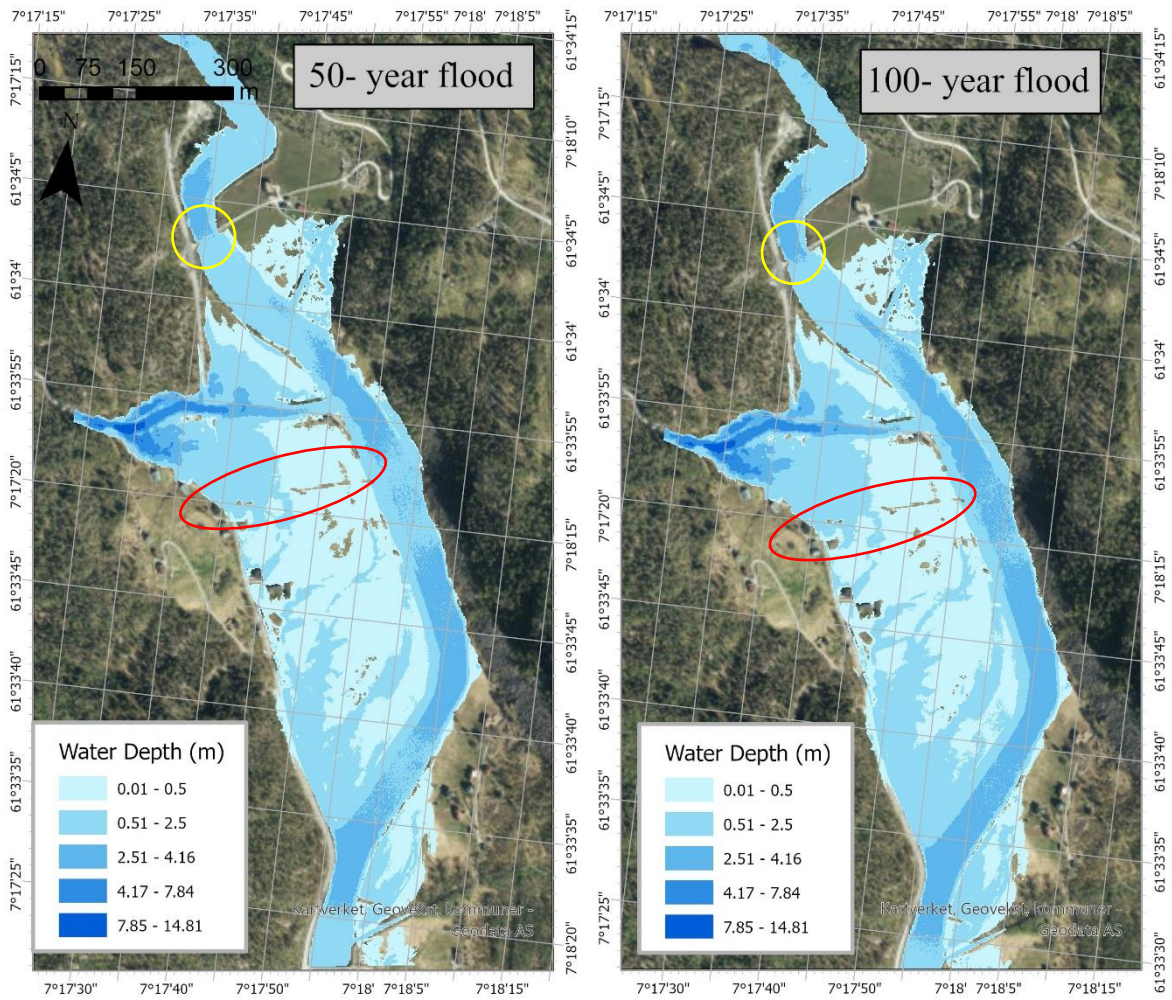 7°17'15" 7°17'25" 7°17'35" 7°17'45" 7°17'55" 7°18' 7°18'5"
50- year flood
0 75 150 300
m
N
7°17'15"
61°34'5"
61°34'
61°33'55"
7°17'20"
61°33'45"
61°33'40"
61°33'35"
7°17'25"
61°34'15"
7°18'10"
61°34'5"
61°34'
61°33'55"
7°18'15"
61°33'45"
61°33'40"
61°33'35"
7°18'20"
Water Depth (m)
0.01 - 0.5
0.51 - 2.5
2.51 - 4.16
4.17 - 7.84
7.85 - 14.81
Kartverket, Geovekst, kommuner -
Geodata AS
7°17'30" 7°17'40" 7°17'50" 7°18' 7°18'5" 7°18'15"
7°17'15" 7°17'25" 7°17'35" 7°17'45" 7°17'55" 7°18' 7°18'5"
100- year flood
7°17'15"
61°34'5"
61°34'
61°33'55"
7°17'20"
61°33'45"
61°33'40"
61°33'35"
7°17'25"
61°34'15"
7°18'10"
61°34'5"
61°34'
61°33'55"
7°18'15"
61°33'45"
61°33'40"
61°33'35"
61°33'30"
Water Depth (m)
0.01 - 0.5
0.51 - 2.5
2.51 - 4.16
4.17 - 7.84
7.85 - 14.81
Kartverket, Geovekst, kommuner -
Geodata AS
7°17'30" 7°17'40" 7°17'50" 7°18' 7°18'5" 7°18'15"